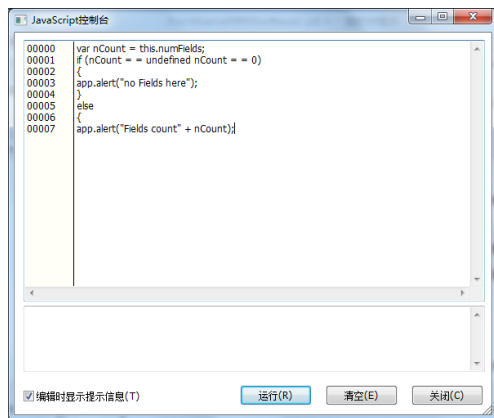 JavaScript控制台
00000 var nCount = this.numFields;
00001 if (nCount = = undefined nCount = = 0)
00002 {
00003 app.alert("no Fields here");
00004 }
00005 else
00006 {
00007 app.alert("Fields count" + nCount);
编辑时显示提示信息(T) 运行(R) 清空(E) 关闭(C)